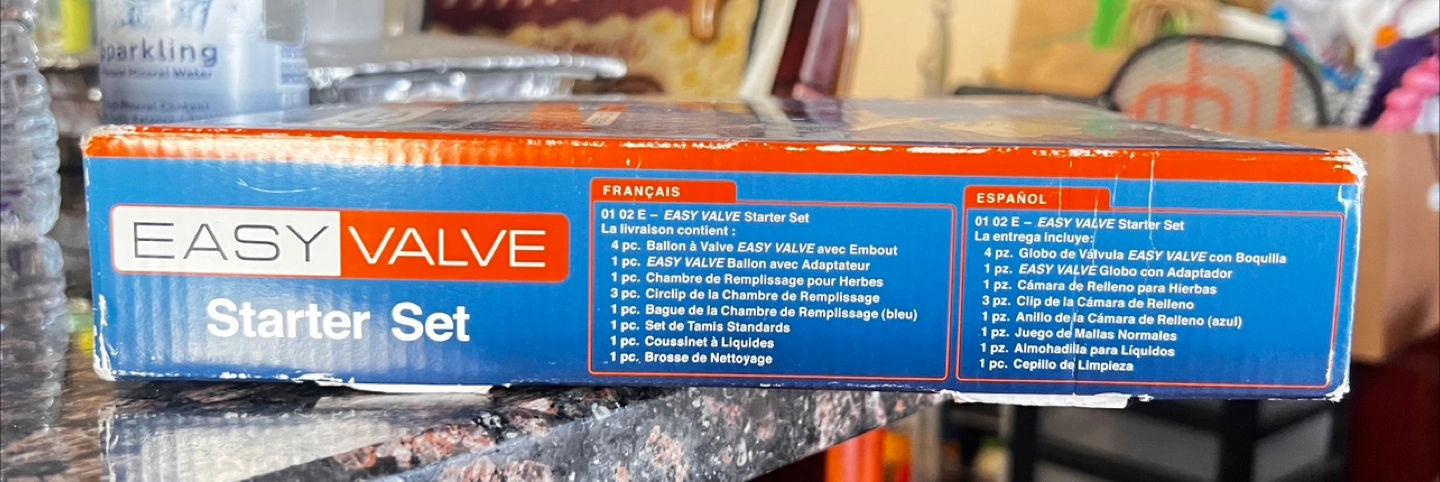 Sparkling
Mineral Water
EASY VALVE
Starter Set
FRANÇAIS
01 02 E – EASY VALVE Starter Set
La livraison contient :
4 pc. Ballon à Valve EASY VALVE avec Embout
1 pc. EASY VALVE Ballon avec Adaptateur
1 pc. Chambre de Remplissage pour Herbes
3 pc. Circlip de la Chambre de Remplissage
1 pc. Bague de la Chambre de Remplissage (bleu)
1 pc. Set de Tamis Standards
1 pc. Coussinet à Liquides
1 pc. Brosse de Nettoyage
ESPAÑOL
01 02 E – EASY VALVE Starter Set
La entrega incluye:
4 pz. Globo de Válvula EASY VALVE con Boquilla
1 pz. EASY VALVE Globo con Adaptador
1 pz. Cámara de Relleno para Hierbas
3 pz. Clip de la Cámara de Relleno
1 pz. Anillo de la Cámara de Relleno (azul)
1 pz. Juego de Mallas Normales
1 pz. Almohadilla para Líquidos
1 pz. Cepillo de Limpieza